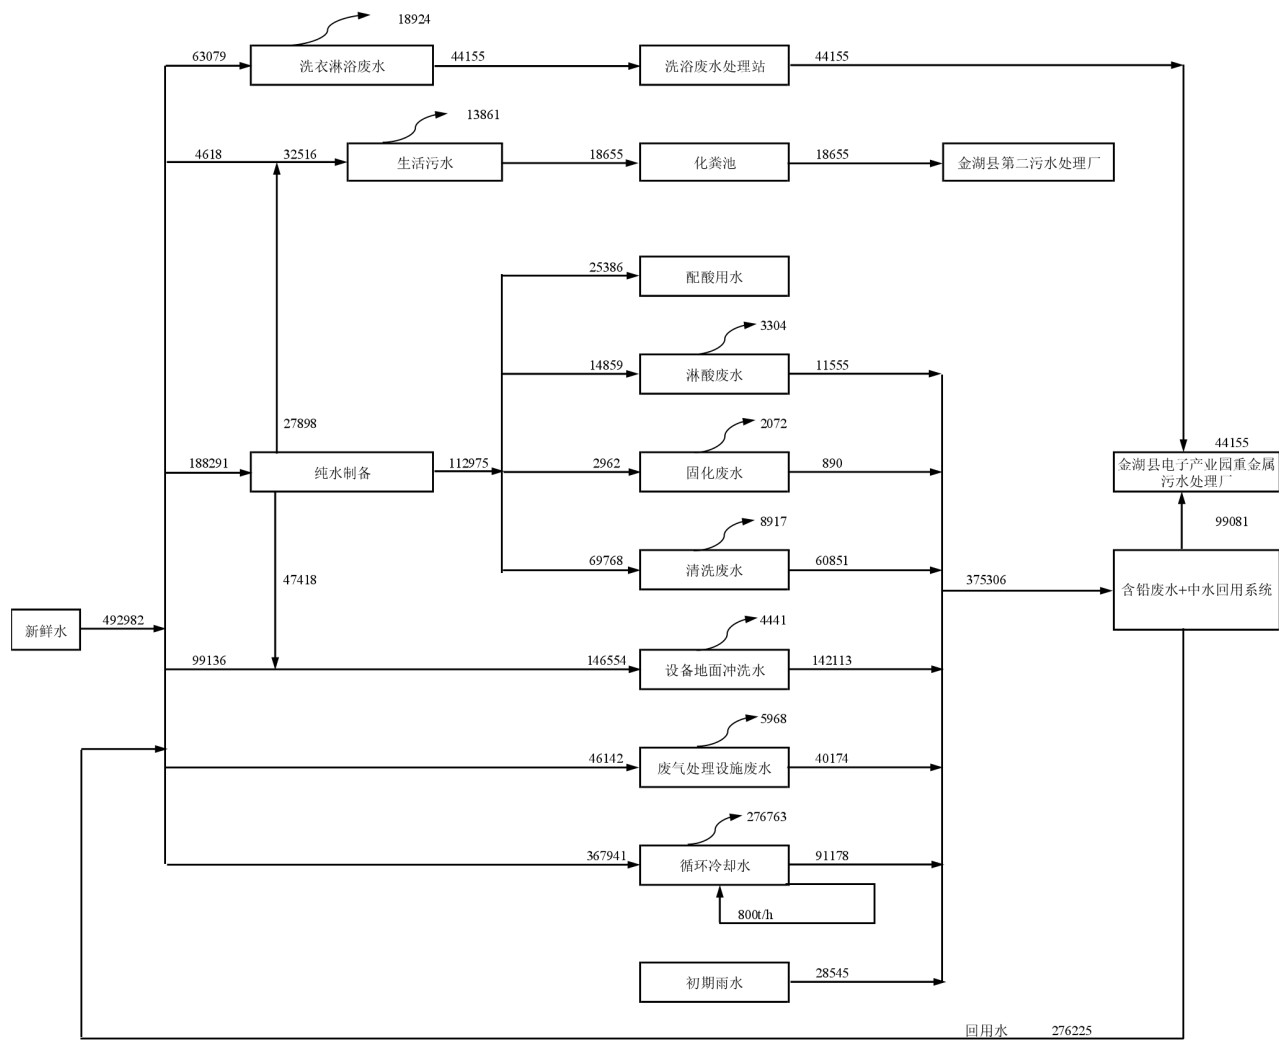 18924
63079
洗衣淋浴废水
44155
洗浴废水处理站
44155
13861
4618
32516
生活污水
18655
化粪池
18655
金湖县第二污水处理厂
25386
配酸用水
3304
14859
淋酸废水
11555
27898
2072
188291
纯水制备
112975
2962
固化废水
890
44155
金湖县电子产业园重金属
污水处理厂
99081
8917
47418
69768
清洗废水
60851
375306
含铅废水+中水回用系统
新鲜水
492982
4441
99136
146554
设备地面冲洗水
142113
5968
46142
废气处理设施废水
40174
276763
367941
循环冷却水
91178
800t/h
初期雨水
28545
回用水 276225